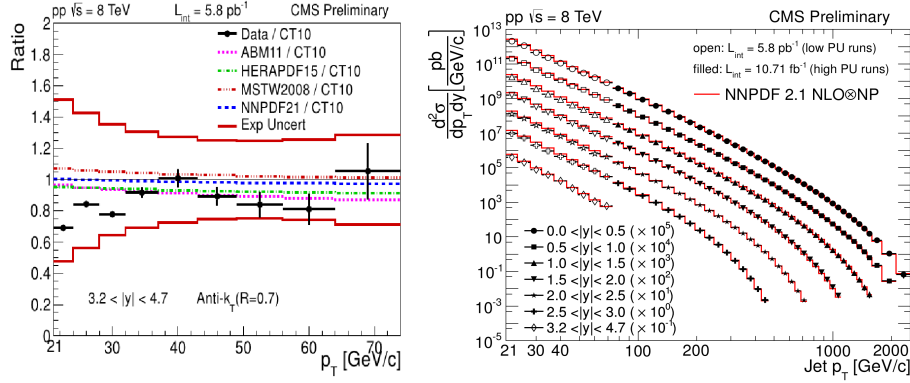 pp √s = 8 TeV L_int = 5.8 pb⁻¹ CMS Preliminary
Ratio
2
1.8
1.6
1.4
1.2
1
0.8
0.6
0.4
0.2
0
Data / CT10
ABM11 / CT10
HERAPDF15 / CT10
MSTW2008 / CT10
NNPDF21 / CT10
Exp Uncert
3.2 < |y| < 4.7 Anti-k_T(R=0.7)
21 30 40 50 60 70
p_T [GeV/c]
pp √s = 8 TeV CMS Preliminary
d²σ/dp_Tdy [pb/GeV/c]
10¹³
10¹¹
10⁹
10⁷
10⁵
10³
10
10⁻¹
10⁻³
10⁻⁵
open: L_int = 5.8 pb⁻¹ (low PU runs)
filled: L_int = 10.71 fb⁻¹ (high PU runs)
NNPDF 2.1 NLO⊗NP
0.0 <|y|< 0.5 (× 10⁵)
0.5 <|y|< 1.0 (× 10⁴)
1.0 <|y|< 1.5 (× 10³)
1.5 <|y|< 2.0 (× 10²)
2.0 <|y|< 2.5 (× 10¹)
2.5 <|y|< 3.0 (× 10⁰)
3.2 <|y|< 4.7 (× 10⁻¹)
21 30 40 100 200 1000 2000
Jet p_T [GeV/c]